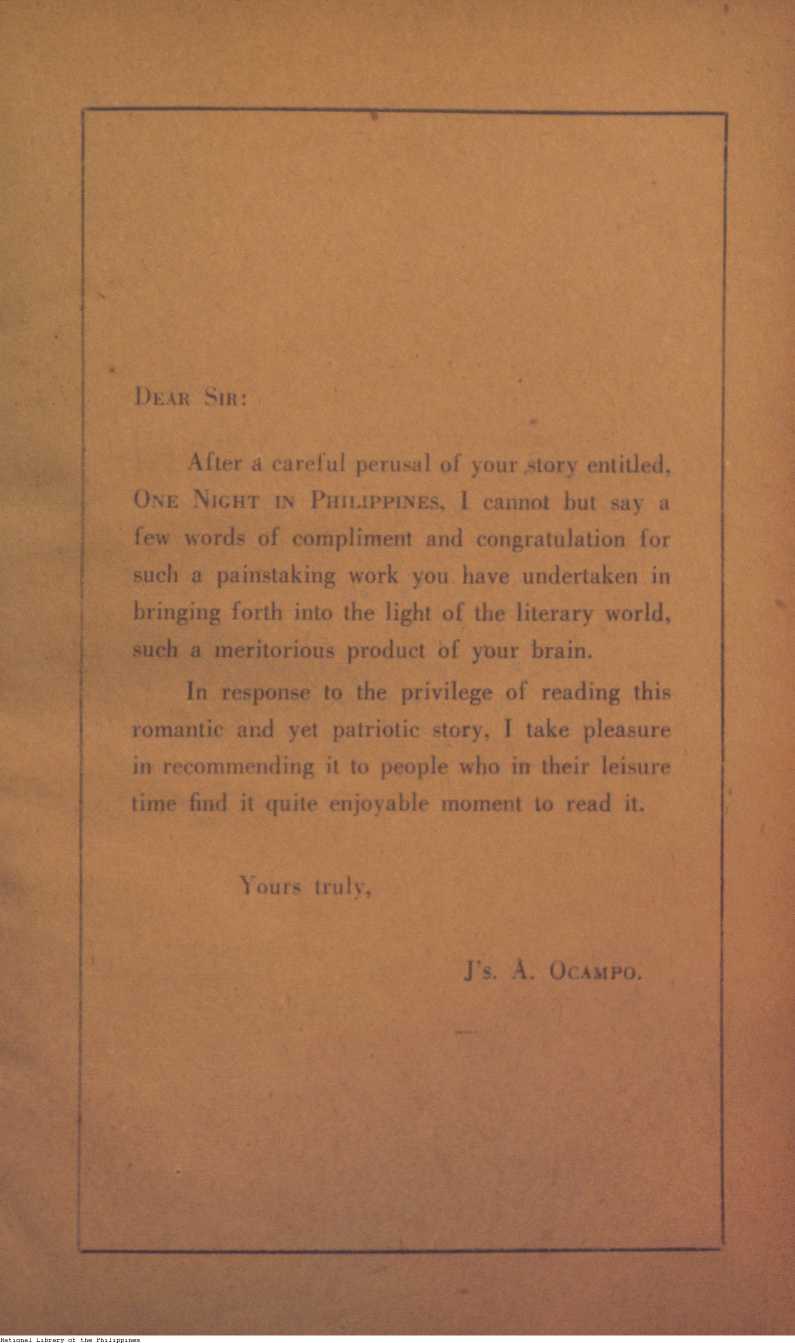 DEAR SIR:
After a careful perusal of your story entitled,
ONE NIGHT IN PHILIPPINES, I cannot but say a
few words of compliment and congratulation for
such a painstaking work you have undertaken in
bringing forth into the light of the literary world,
such a meritorious product of your brain.
In response to the privilege of reading this
romantic and yet patriotic story, I take pleasure
in recommending it to people who in their leisure
time find it quite enjoyable moment to read it.
Yours truly,
J's. A. OCAMPO.
National Library of the Philippines